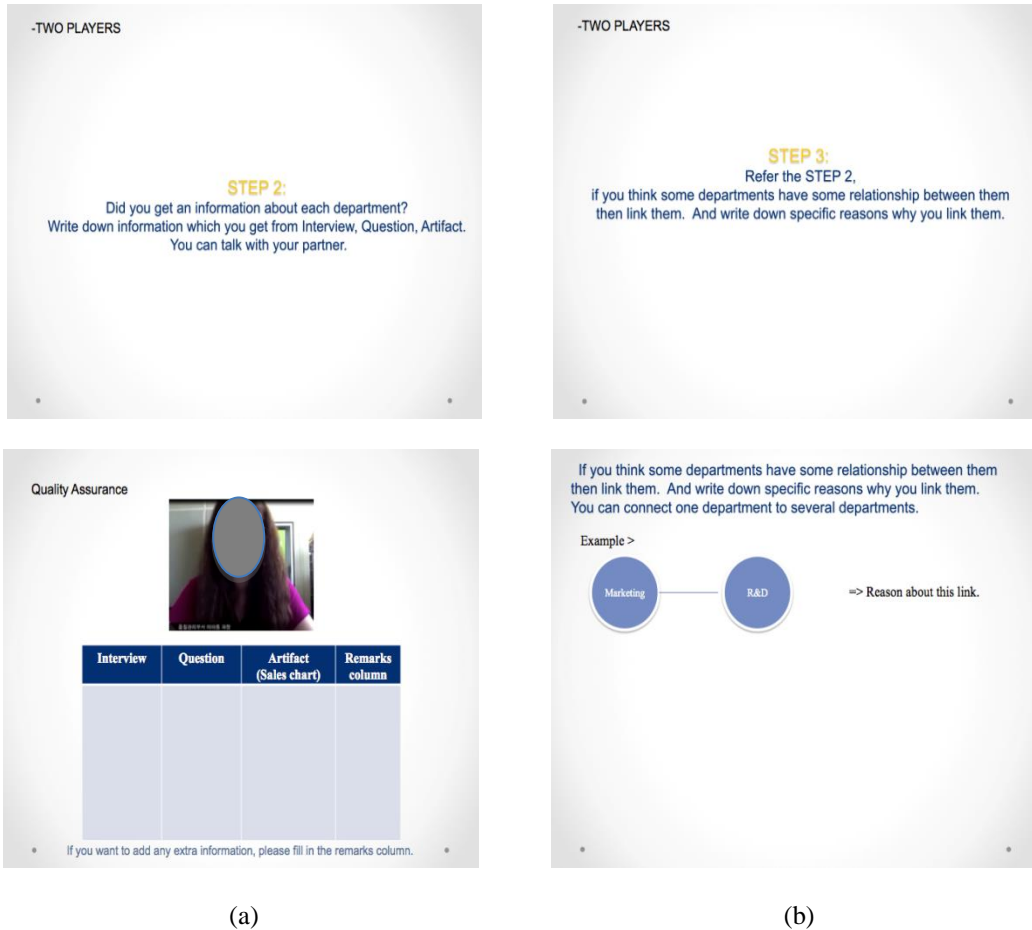 -TWO PLAYERS
STEP 2:
Did you get an information about each department?
Write down information which you get from Interview, Question, Artifact.
You can talk with your partner.
-TWO PLAYERS
STEP 3:
Refer the STEP 2,
if you think some departments have some relationship between them
then link them. And write down specific reasons why you link them.
Quality Assurance
Interview
Question
Artifact
(Sales chart)
Remarks
column
If you want to add any extra information, please fill in the remarks column.
(a)
If you think some departments have some relationship between them
then link them. And write down specific reasons why you link them.
You can connect one department to several departments.
Example >
Marketing
R&D
=> Reason about this link.
(b)